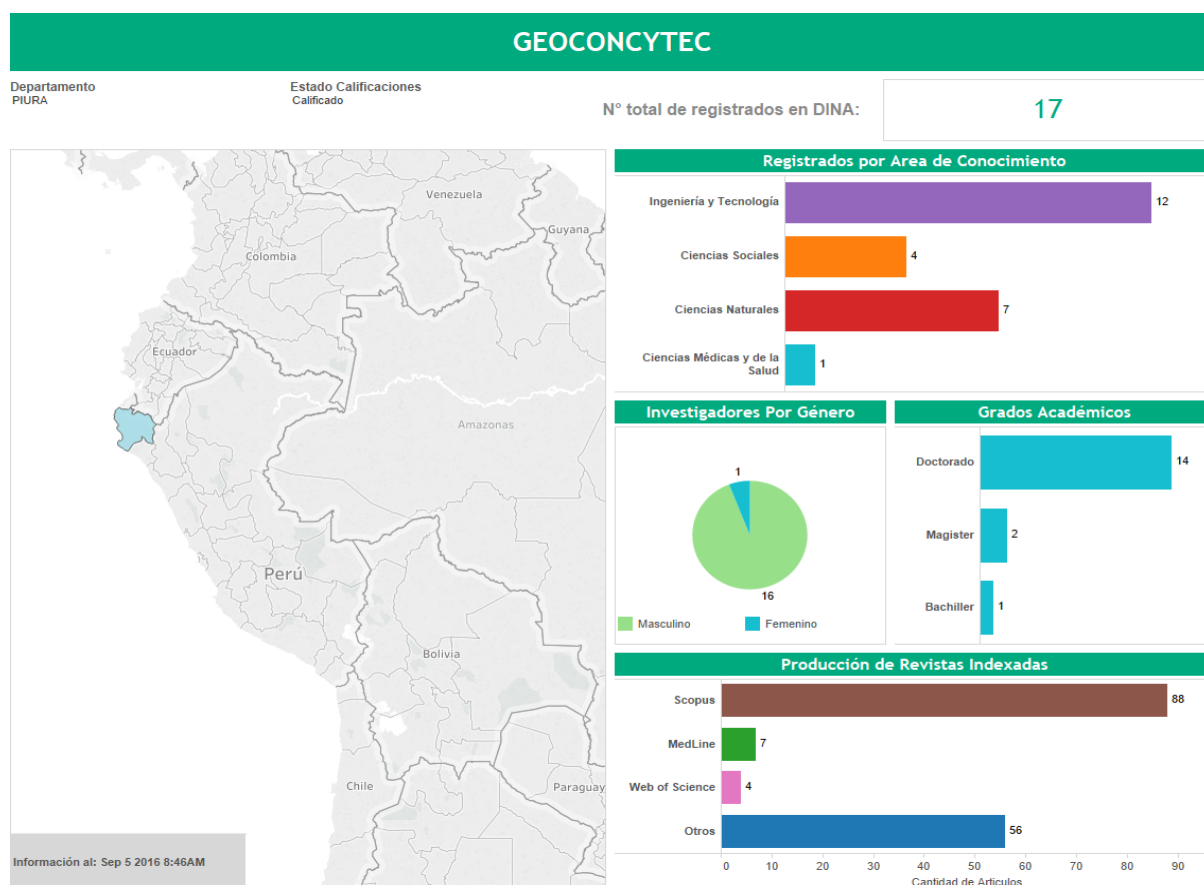 GEOCONCYTEC
Departamento
PIURA
Estado Calificaciones
Calificado
N° total de registrados en DINA:
17
Venezuela
Guyana
Colombia
Ecuador
Amazonas
Perú
Bolivia
Chile
Paraguay
Información al: Sep 5 2016 8:46AM
Registrados por Area de Conocimiento
Ingeniería y Tecnología
12
Ciencias Sociales
4
Ciencias Naturales
7
Ciencias Médicas y de la
Salud
1
Investigadores Por Género
1
16
Masculino
Femenino
Grados Académicos
Doctorado
14
Magister
2
Bachiller
1
Producción de Revistas Indexadas
Scopus
88
MedLine
7
Web of Science
4
Otros
56
0 10 20 30 40 50 60 70 80 90
Cantidad de Articulos